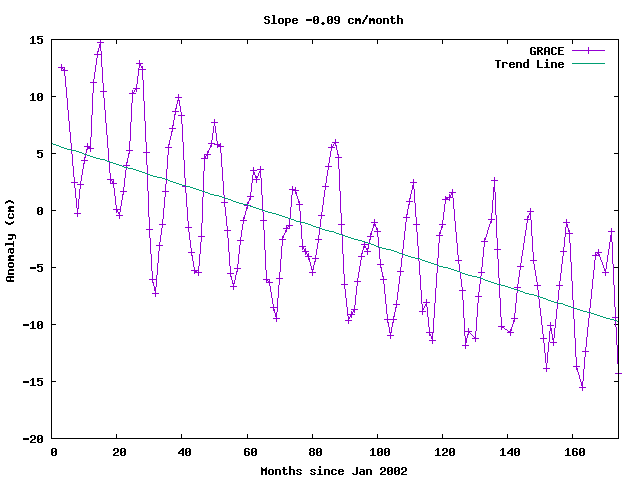 Slope -0.09 cm/month
GRACE
Trend Line
15
10
5
0
-5
-10
-15
-20
Anomaly (cm)
0 20 40 60 80 100 120 140 160
Months since Jan 2002